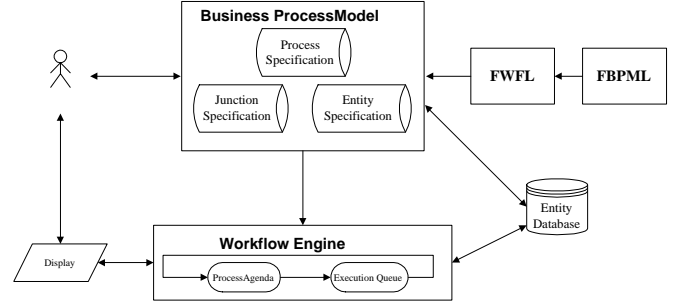 Business ProcessModel
Process
Specification
Junction
Specification
Entity
Specification
FWFL
FBPML
Entity
Database
Workflow Engine
Display
ProcessAgenda
Execution Queue